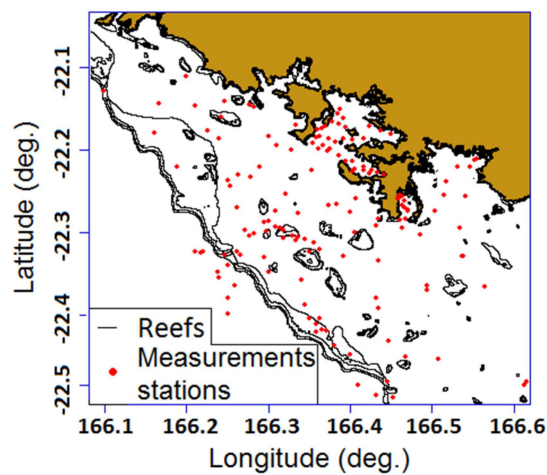 -22.1
-22.2
-22.3
-22.4
-22.5
Latitude (deg.)
Reefs
Measurements
stations
166.1 166.2 166.3 166.4 166.5 166.6
Longitude (deg.)